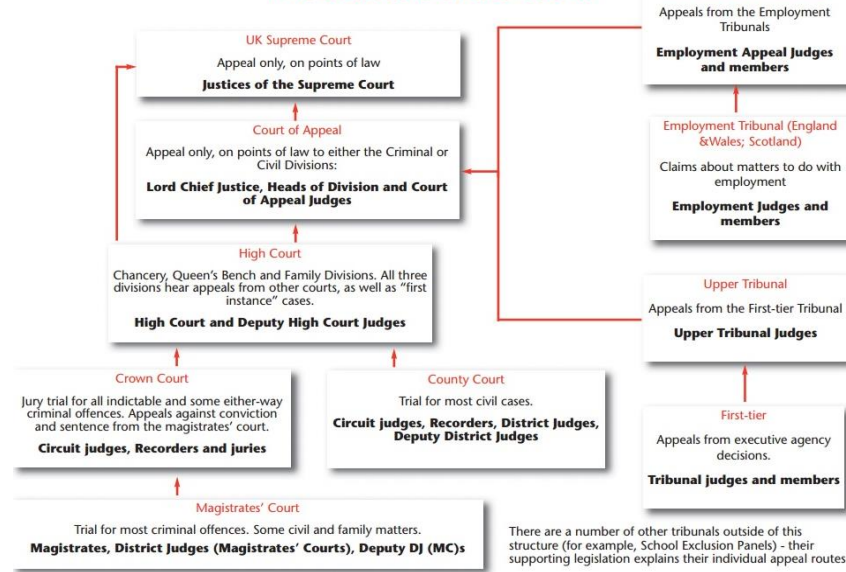 UK Supreme Court
Appeal only, on points of law
Justices of the Supreme Court
Court of Appeal
Appeal only, on points of law to either the Criminal or
Civil Divisions:
Lord Chief Justice, Heads of Division and Court
of Appeal Judges
High Court
Chancery, Queen's Bench and Family Divisions. All three
divisions hear appeals from other courts, as well as "first
instance" cases.
High Court and Deputy High Court Judges
Crown Court
Jury trial for all indictable and some either-way
criminal offences. Appeals against conviction
and sentence from the magistrates' court.
Circuit judges, Recorders and juries
County Court
Trial for most civil cases.
Circuit judges, Recorders, District Judges,
Deputy District Judges
Magistrates' Court
Trial for most criminal offences. Some civil and family matters.
Magistrates, District Judges (Magistrates' Courts), Deputy DJ (MC)s
Appeals from the Employment
Tribunals
Employment Appeal Judges
and members
Employment Tribunal (England
&Wales; Scotland)
Claims about matters to do with
employment
Employment Judges and
members
Upper Tribunal
Appeals from the First-tier Tribunal
Upper Tribunal Judges
First-tier
Appeals from executive agency
decisions.
Tribunal judges and members
There are a number of other tribunals outside of this
structure (for example, School Exclusion Panels) - their
supporting legislation explains their individual appeal routes